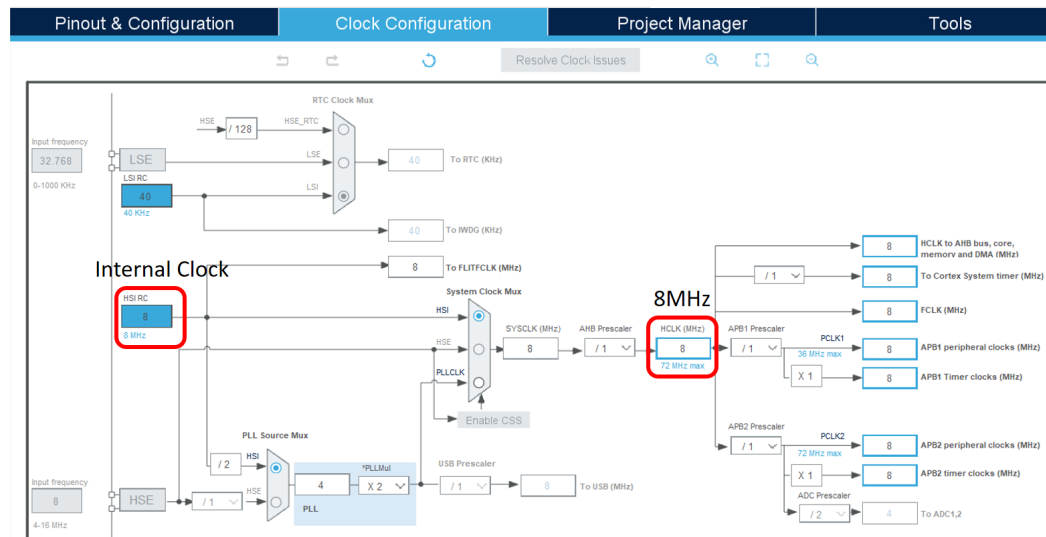 Pinout & Configuration
Clock Configuration
Project Manager
Tools
Resolve Clock Issues
RTC Clock Mux
HSE
/ 128
HSE_RTC
Input frequency
32.768
0-1000 KHz
LSE
LSE
40
To RTC (KHz)
LSI RC
40
40 KHz
LSI
40
To IWDG (KHz)
8
To FLITFCLK (MHz)
Internal Clock
HSI RC
8
8 MHz
System Clock Mux
HSI
HSE
PLLCLK
SYSCLK (MHz)
8
AHB Prescaler
/ 1
8MHz
HCLK (MHz)
8
72 MHz max
APB1 Prescaler
/ 1
PCLK1
36 MHz max
X 1
/ 1
8
HCLK to AHB bus, core,
memory and DMA (MHz)
8
To Cortex System timer (MHz)
8
FCLK (MHz)
8
APB1 peripheral clocks (MHz)
8
APB1 Timer clocks (MHz)
Enable CSS
APB2 Prescaler
/ 1
PCLK2
72 MHz max
8
APB2 peripheral clocks (MHz)
X 1
8
APB2 timer clocks (MHz)
ADC Prescaler
/ 2
4
To ADC1,2
PLL Source Mux
/ 2
HSI
HSE
4
*PLLMul
X 2
PLL
USB Prescaler
/ 1
8
To USB (MHz)
Input frequency
8
4-16 MHz
HSE
/ 1